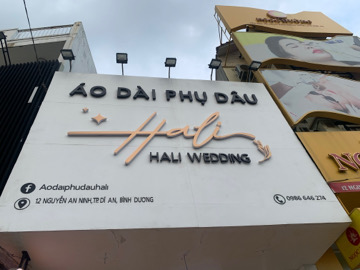 ÁO DÀI PHỤ DÂU
Hali
HALI WEDDING
Aodaiphudauhali
12 NGUYỄN AN NINH, TP. DĨ AN, BÌNH DƯƠNG
0986 646 274